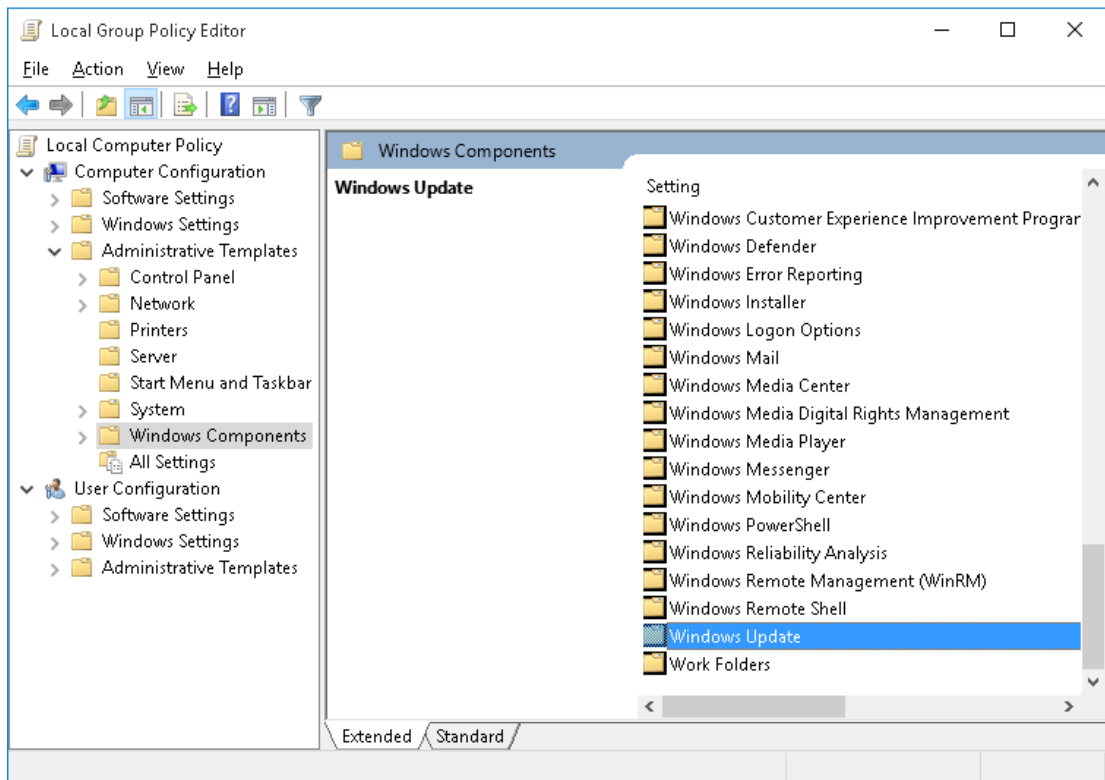 Local Group Policy Editor
File Action View Help
Local Computer Policy
Computer Configuration
Software Settings
Windows Settings
Administrative Templates
Control Panel
Network
Printers
Server
Start Menu and Taskbar
System
Windows Components
All Settings
User Configuration
Software Settings
Windows Settings
Administrative Templates
Windows Components
Windows Update
Setting
Windows Customer Experience Improvement Progran
Windows Defender
Windows Error Reporting
Windows Installer
Windows Logon Options
Windows Mail
Windows Media Center
Windows Media Digital Rights Management
Windows Media Player
Windows Messenger
Windows Mobility Center
Windows PowerShell
Windows Reliability Analysis
Windows Remote Management (WinRM)
Windows Remote Shell
Windows Update
Work Folders
Extended Standard